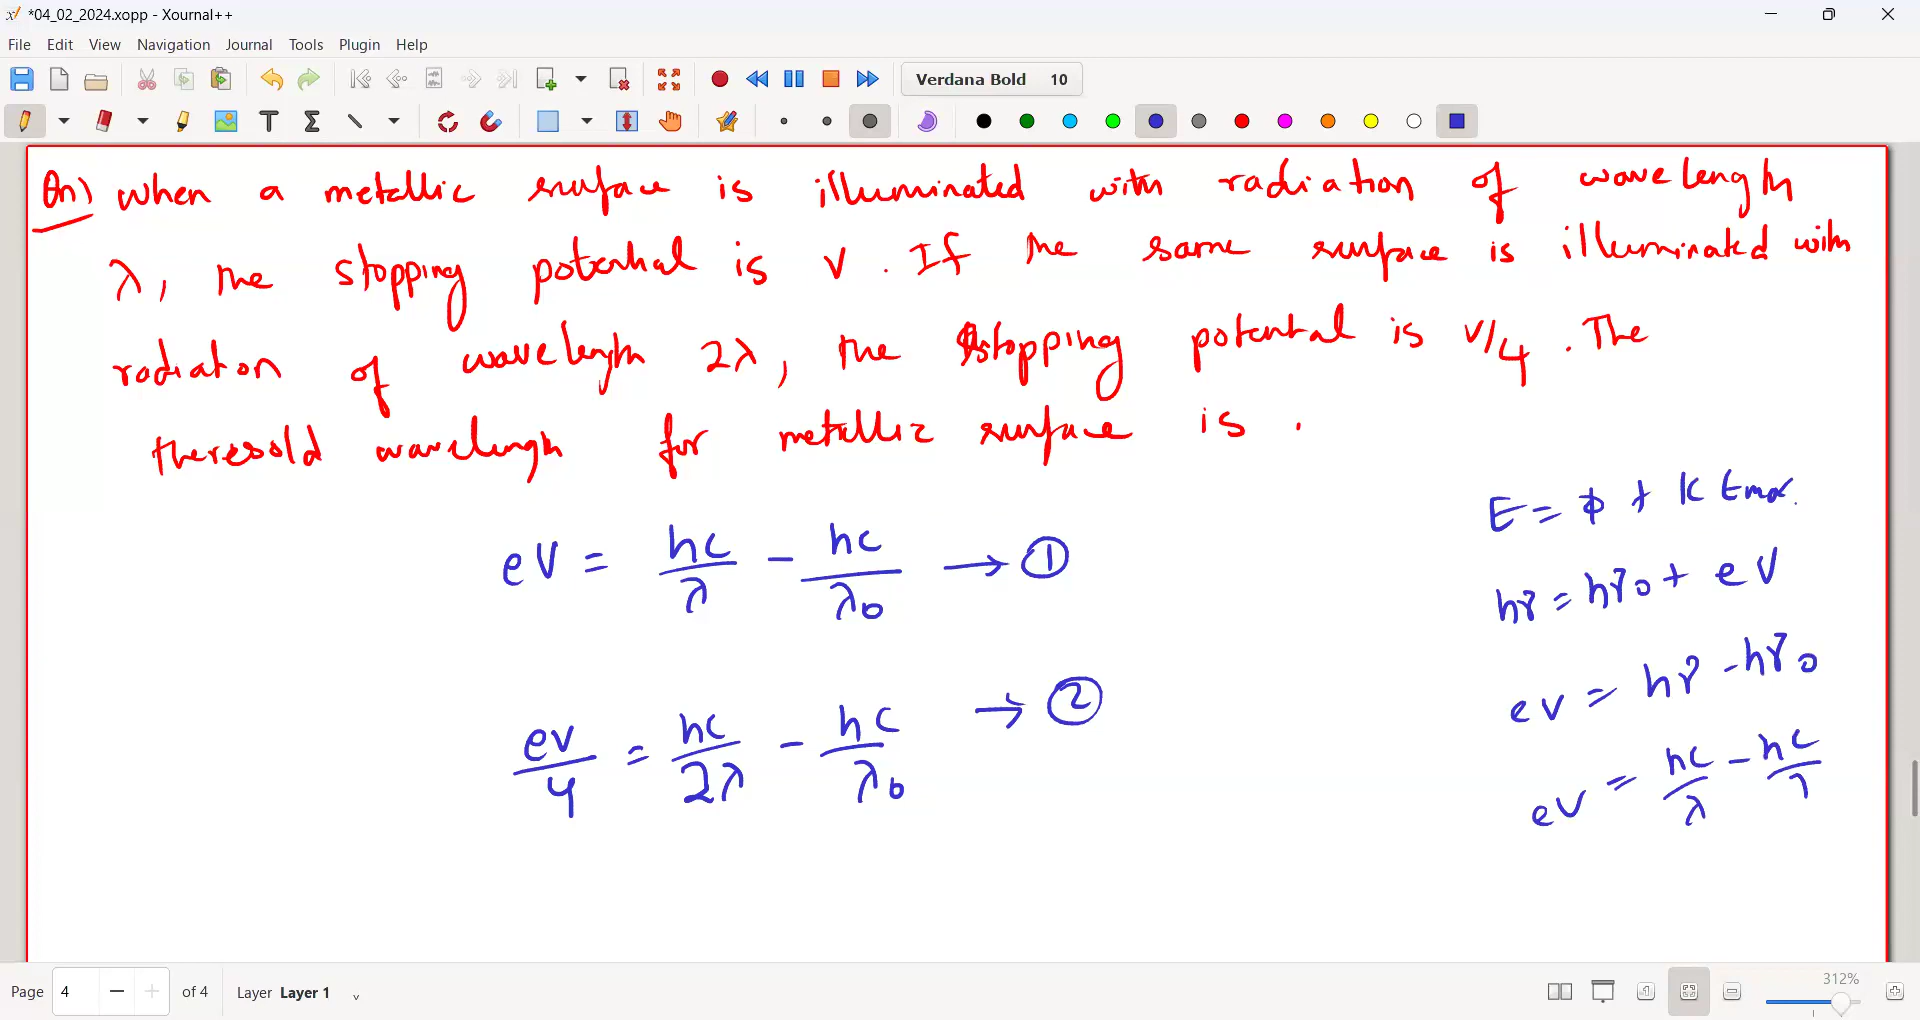 *04_02_2024.xopp - Xournal++
File Edit View Navigation Journal Tools Plugin Help
Verdana Bold 10
Qn) When a metallic surface is illuminated with radiation of wavelength
λ, the stopping potential is V. If the same surface is illuminated with
radiation of wavelength 2λ, the stopping potential is V/4. The
theresold wavelength for metallic surface is .
E = φ + K Emax.
eV = hc/λ - hc/λ0 → ①
hν = hν0 + eV
eV = hν - hν0
eV/4 = hc/2λ - hc/λ0 → ②
eV = hc/λ - hc/λ
Page 4 of 4 Layer Layer 1 312%